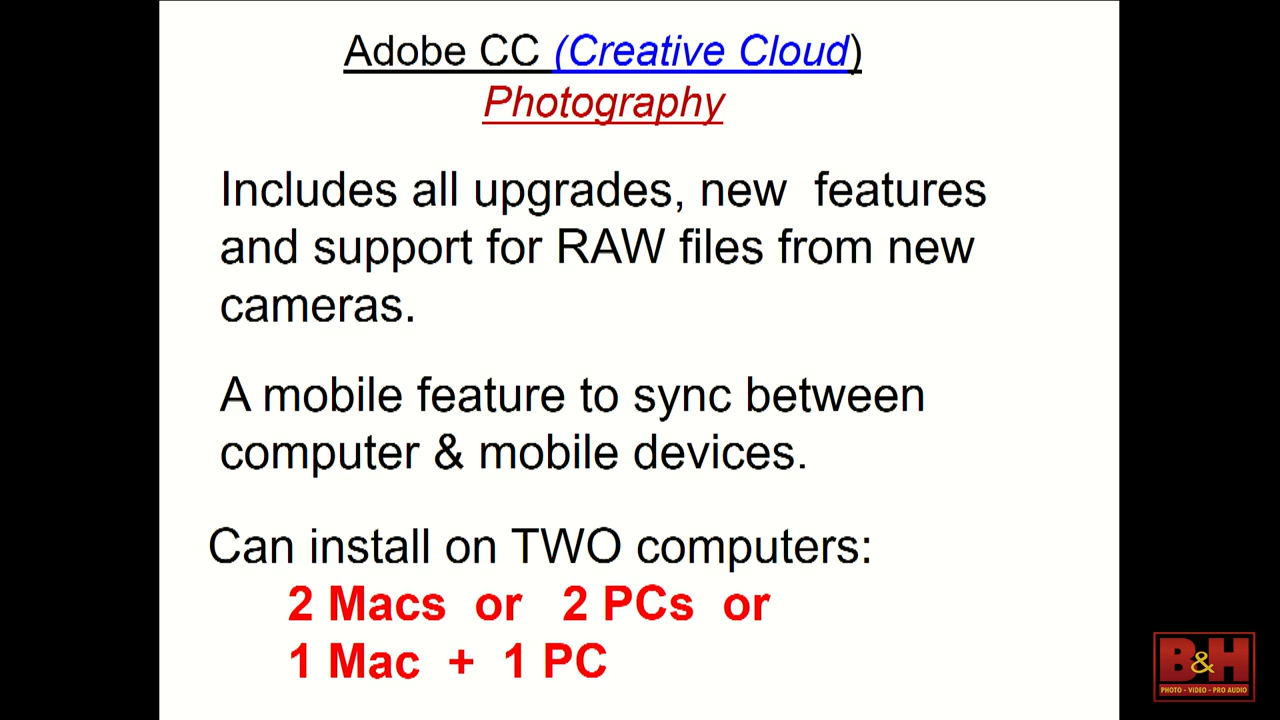 Adobe CC (Creative Cloud)
Photography
Includes all upgrades, new features
and support for RAW files from new
cameras.
A mobile feature to sync between
computer & mobile devices.
Can install on TWO computers:
2 Macs or 2 PCs or
1 Mac + 1 PC
B&H
PHOTO - VIDEO - PRO AUDIO